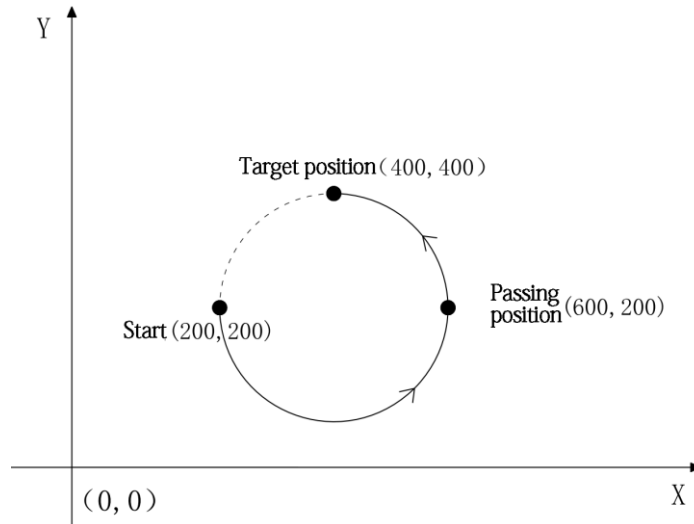 Y
Target position(400, 400)
Passing
position(600, 200)
Start(200, 200)
(0, 0)
X